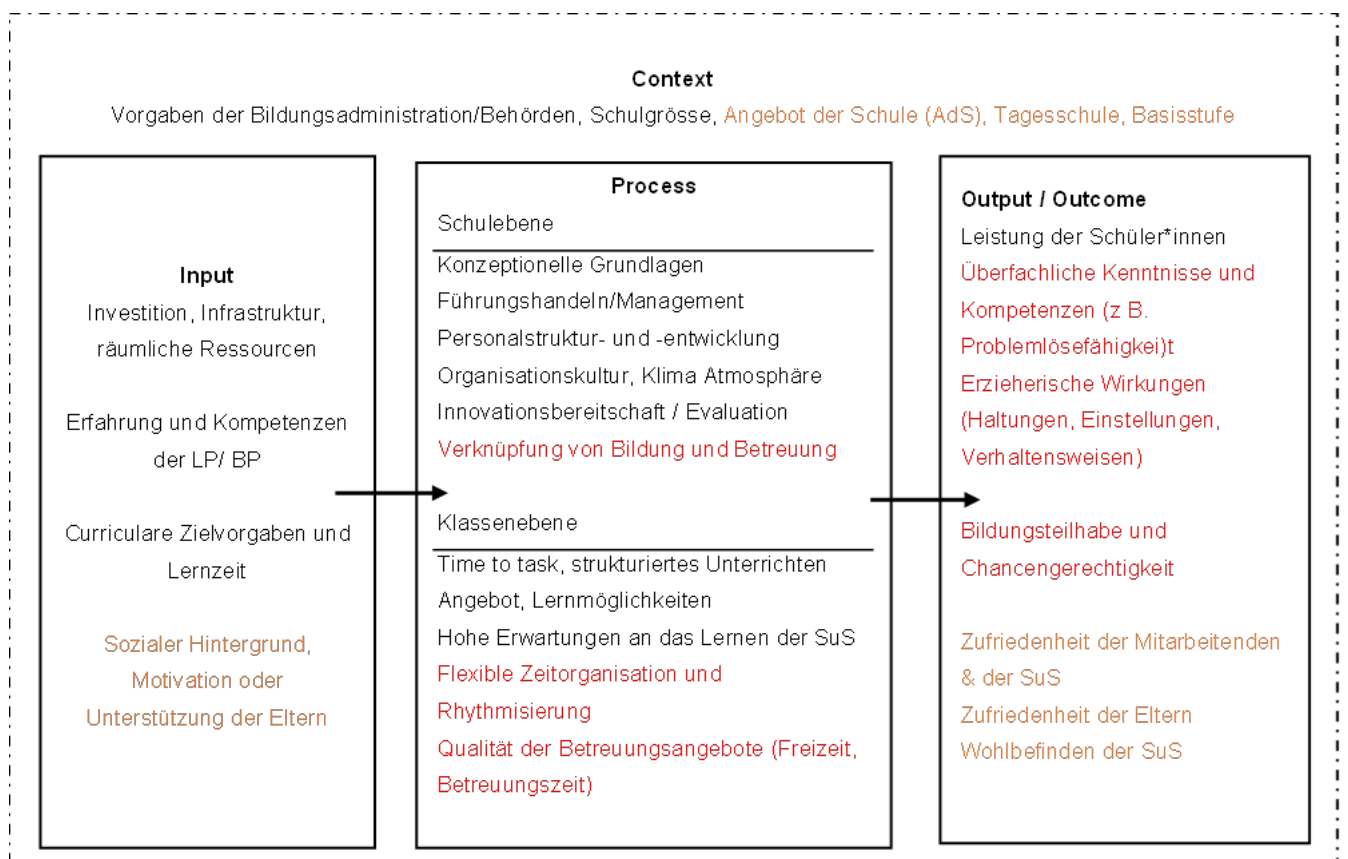 Context
Vorgaben der Bildungsadministration/Behörden, Schulgrösse, Angebot der Schule (AdS), Tagesschule, Basisstufe
Input
Investition, Infrastruktur,
räumliche Ressourcen
Erfahrung und Kompetenzen
der LP/ BP
Curriculare Zielvorgaben und
Lernzeit
Sozialer Hintergrund,
Motivation oder
Unterstützung der Eltern
Process
Schulebene
Konzeptionelle Grundlagen
Führungshandeln/Management
Personalstruktur- und -entwicklung
Organisationskultur, Klima Atmosphäre
Innovationsbereitschaft / Evaluation
Verknüpfung von Bildung und Betreuung
Klassenebene
Time to task, strukturiertes Unterrichten
Angebot, Lernmöglichkeiten
Hohe Erwartungen an das Lernen der SuS
Flexible Zeitorganisation und
Rhythmisierung
Qualität der Betreuungsangebote (Freizeit,
Betreuungszeit)
Output / Outcome
Leistung der Schüler*innen
Überfachliche Kenntnisse und
Kompetenzen (z B.
Problemlösefähigkei)t
Erzieherische Wirkungen
(Haltungen, Einstellungen,
Verhaltensweisen)
Bildungsteilhabe und
Chancengerechtigkeit
Zufriedenheit der Mitarbeitenden
& der SuS
Zufriedenheit der Eltern
Wohlbefinden der SuS